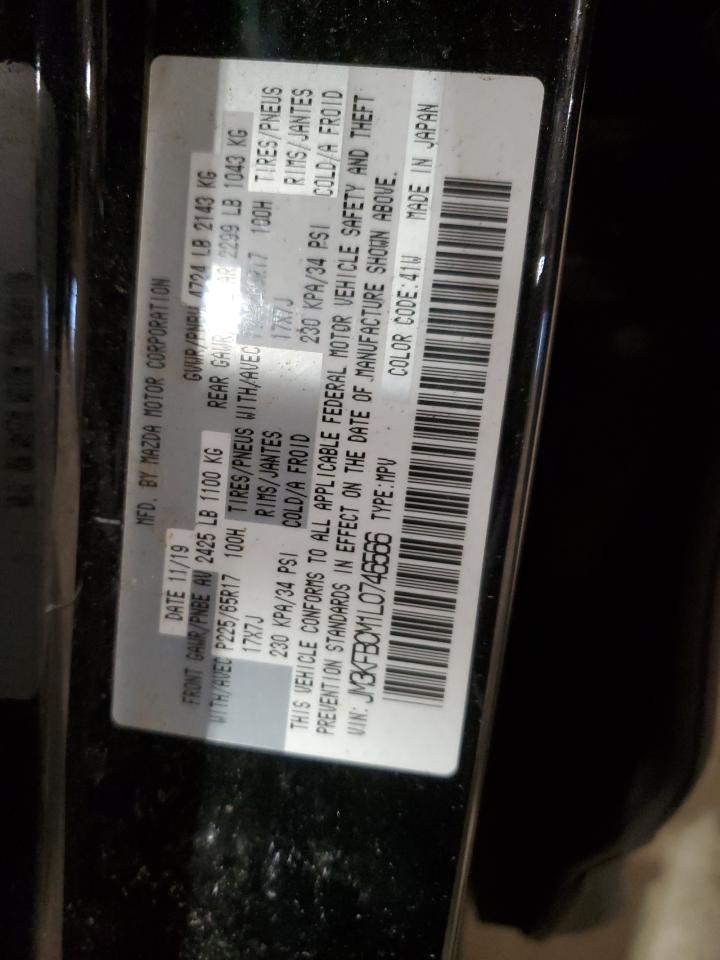 MFD. BY MAZDA MOTOR CORPORATION
DATE 11/19 GVWR/PNBV 4724 LB 2143 KG
FRONT GAWR/PNBE AV 2425 LB 1100 KG REAR AR 2299 LB 1043 KG
WITH/AVEC P225/65R17 100H TIRES/PNEUS WITH/AVEC 100H TIRES/PNEUS
17X7J RIMS/JANTES 17X7J RIMS/JANTES
230 KPA/34 PSI COLD/A FROID 230 KPA/34 PSI COLD/A FROID
THIS VEHICLE CONFORMS TO ALL APPLICABLE FEDERAL MOTOR VEHICLE SAFETY AND THEFT
PREVENTION STANDARDS IN EFFECT ON THE DATE OF MANUFACTURE SHOWN ABOVE.
VIN: JM3KFBCM1L0746566 TYPE:MPV COLOR CODE:41W MADE IN JAPAN